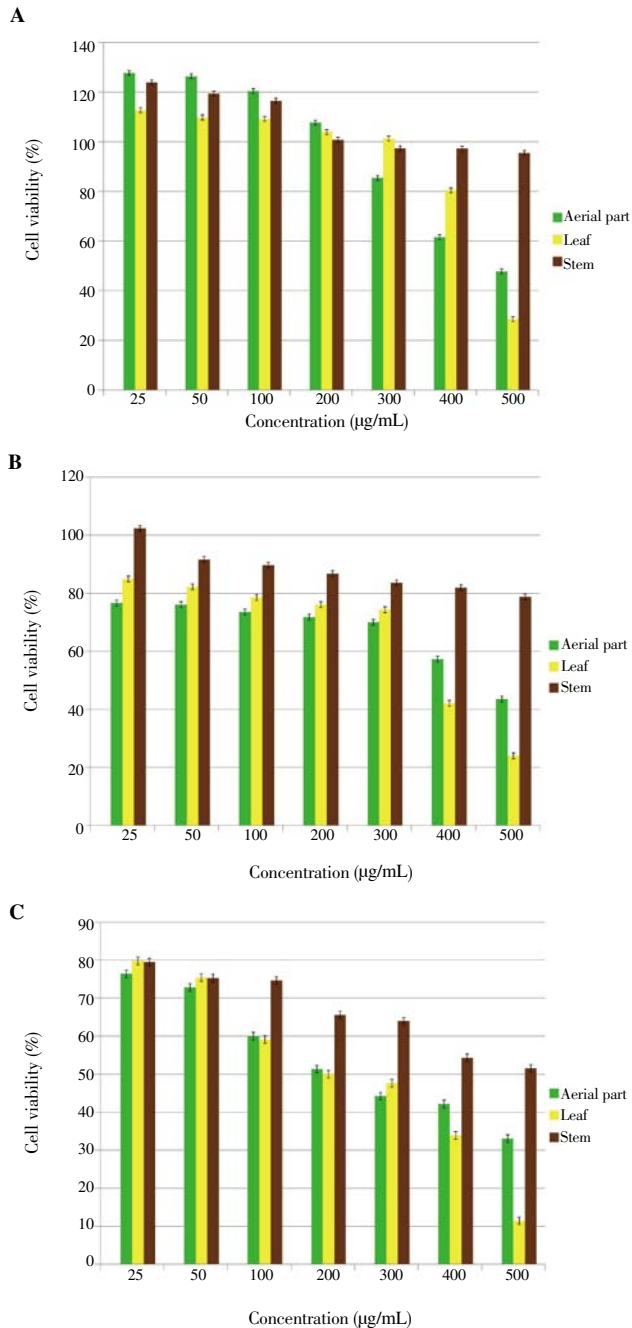 A
140
120
100
80
60
40
20
0
Cell viability (%)
25 50 100 200 300 400 500
Concentration (µg/mL)
Aerial part
Leaf
Stem
B
120
100
80
60
40
20
0
Cell viability (%)
25 50 100 200 300 400 500
Concentration (µg/mL)
Aerial part
Leaf
Stem
C
90
80
70
60
50
40
30
20
10
0
Cell viability (%)
25 50 100 200 300 400 500
Concentration (µg/mL)
Aerial part
Leaf
Stem